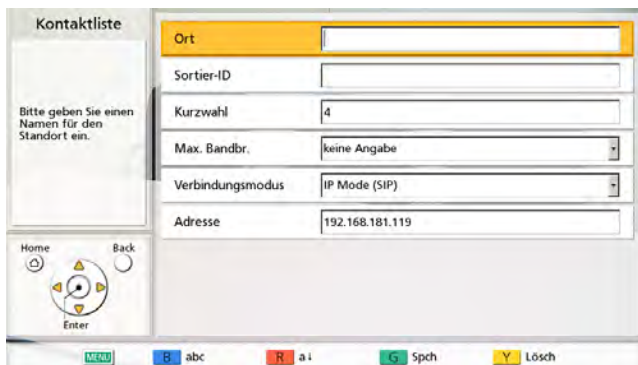 Kontaktliste
Bitte geben Sie einen
Namen für den
Standort ein.
Ort
Sortier-ID
Kurzwahl 4
Max. Bandbr. keine Angabe
Verbindungsmodus IP Mode (SIP)
Adresse 192.168.181.119
Home Back
Enter
MENU B abc R a↓ G Spch Y Lösch